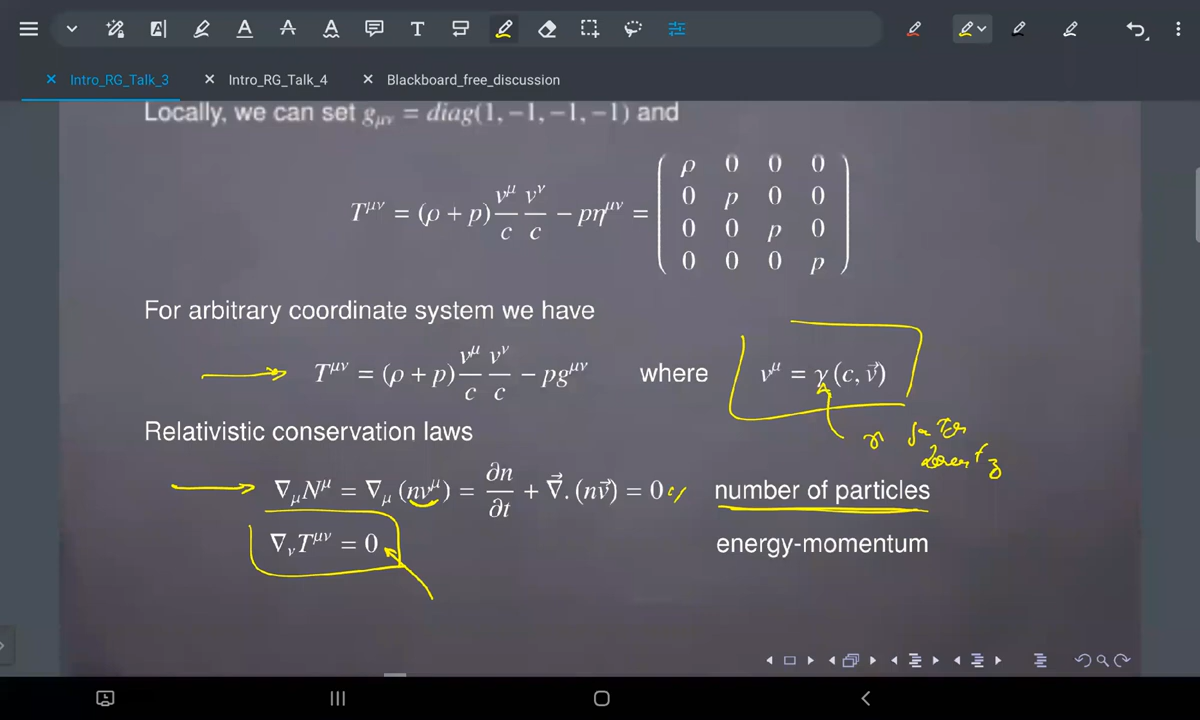 Intro_RG_Talk_3 Intro_RG_Talk_4 Blackboard_free_discussion
Locally, we can set g_μν = diag(1, −1, −1, −1) and
T^μν = (ρ + p) v^μ/c v^ν/c − pη^μν = ( ρ 0 0 0
0 p 0 0
0 0 p 0
0 0 0 p )
For arbitrary coordinate system we have
T^μν = (ρ + p) v^μ/c v^ν/c − pg^μν where v^μ = γ (c, v⃗)
Relativistic conservation laws
∇_μ N^μ = ∇_μ (nv^μ) = ∂n/∂t + ∇⃗.(nv⃗) = 0 number of particles
∇_ν T^μν = 0 energy-momentum